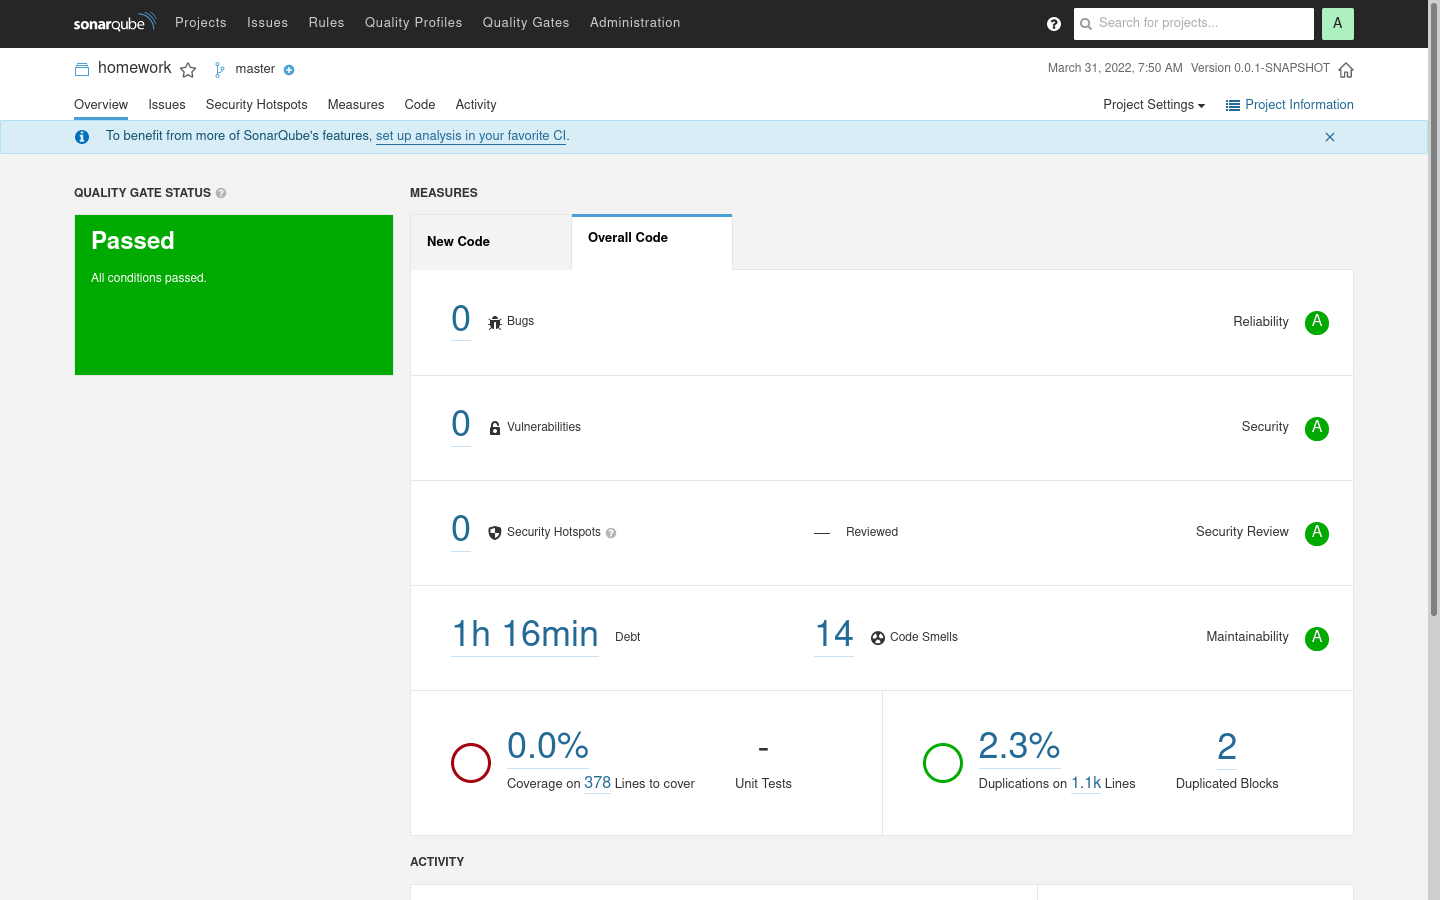 sonarqube Projects Issues Rules Quality Profiles Quality Gates Administration ? Search for projects... A
homework master March 31, 2022, 7:50 AM Version 0.0.1-SNAPSHOT
Overview Issues Security Hotspots Measures Code Activity Project Settings Project Information
To benefit from more of SonarQube's features, set up analysis in your favorite CI.
QUALITY GATE STATUS ?
Passed
All conditions passed.
MEASURES
New Code Overall Code
0 Bugs Reliability A
0 Vulnerabilities Security A
0 Security Hotspots ? — Reviewed Security Review A
1h 16min Debt 14 Code Smells Maintainability A
0.0%
Coverage on 378 Lines to cover
-
Unit Tests
2.3%
Duplications on 1.1k Lines
2
Duplicated Blocks
ACTIVITY